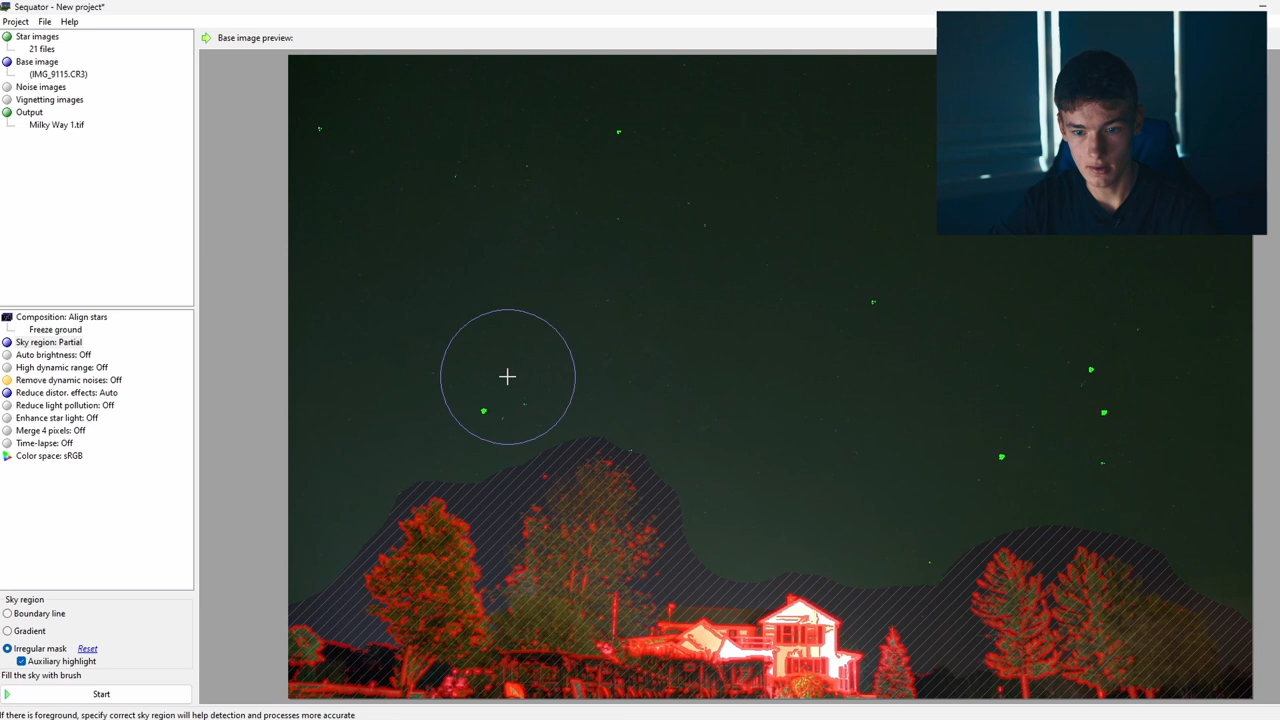 Sequator - New project*
Project File Help
Star images
21 files
Base image
(IMG_9115.CR3)
Noise images
Vignetting images
Output
Milky Way 1.tif
Base image preview:
Composition: Align stars
Freeze ground
Sky region: Partial
Auto brightness: Off
High dynamic range: Off
Remove dynamic noises: Off
Reduce distor. effects: Auto
Reduce light pollution: Off
Enhance star light: Off
Merge 4 pixels: Off
Time-lapse: Off
Color space: sRGB
Sky region
Boundary line
Gradient
Irregular mask Reset
Auxiliary highlight
Fill the sky with brush
Start
If there is foreground, specify correct sky region will help detection and processes more accurate